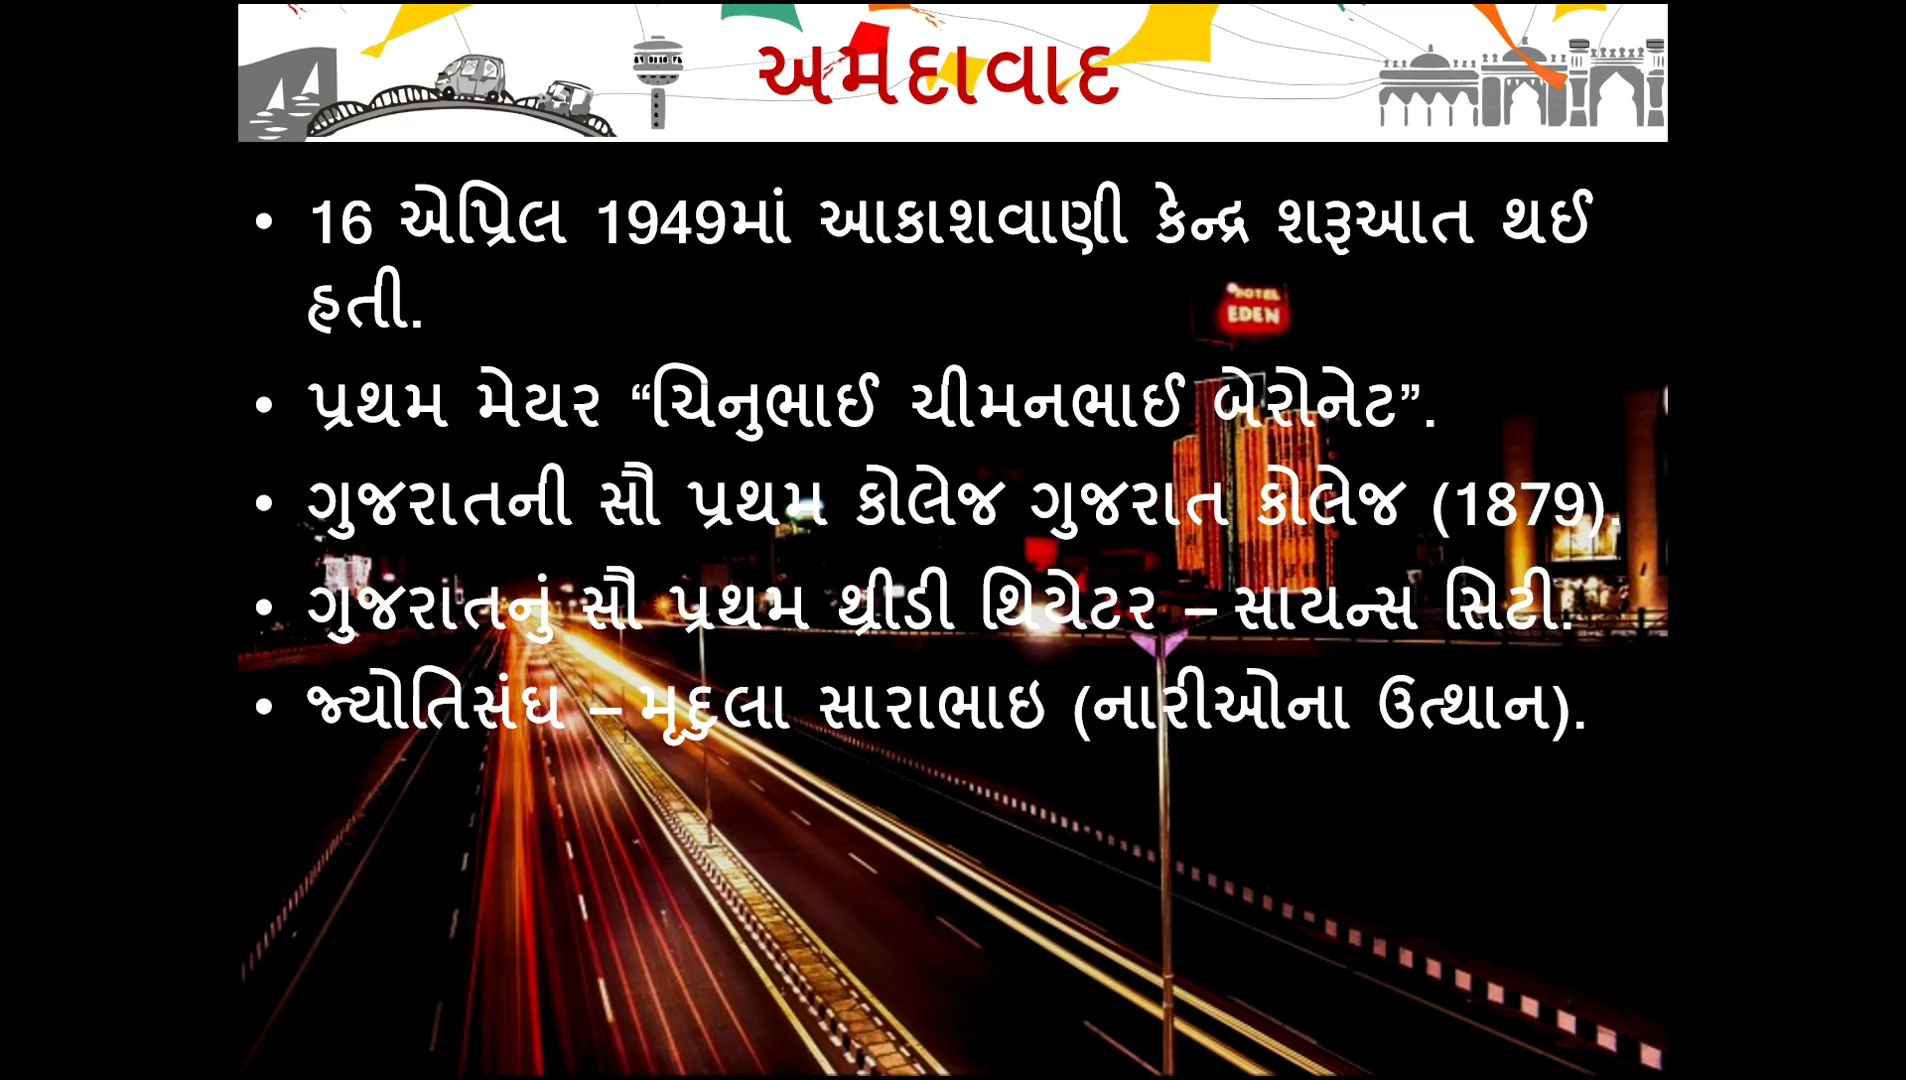 અમદાવાદ
• 16 એપ્રિલ 1949માં આકાશવાણી કેન્દ્ર શરૂઆત થઈ
હતી.
HOTEL
EDEN
• પ્રથમ મેયર “ચિનુભાઈ ચીમનભાઈ બેરોનેટ”.
• ગુજરાતની સૌ પ્રથમ કોલેજ ગુજરાત કોલેજ (1879).
• ગુજરાતનું સૌ પ્રથમ થ્રીડી થિયેટર – સાયન્સ સિટી.
• જ્યોતિસંઘ – મૃદુલા સારાભાઇ (નારીઓના ઉત્થાન).